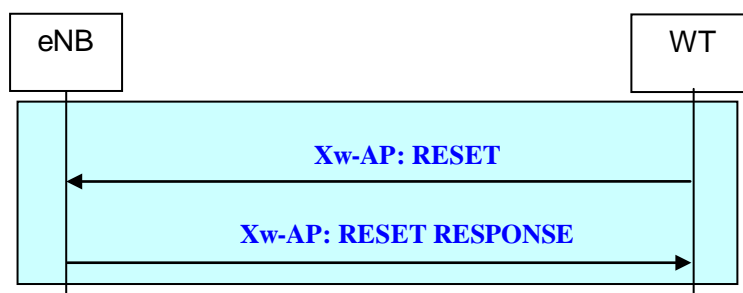 eNB
WT
Xw-AP: RESET
Xw-AP: RESET RESPONSE